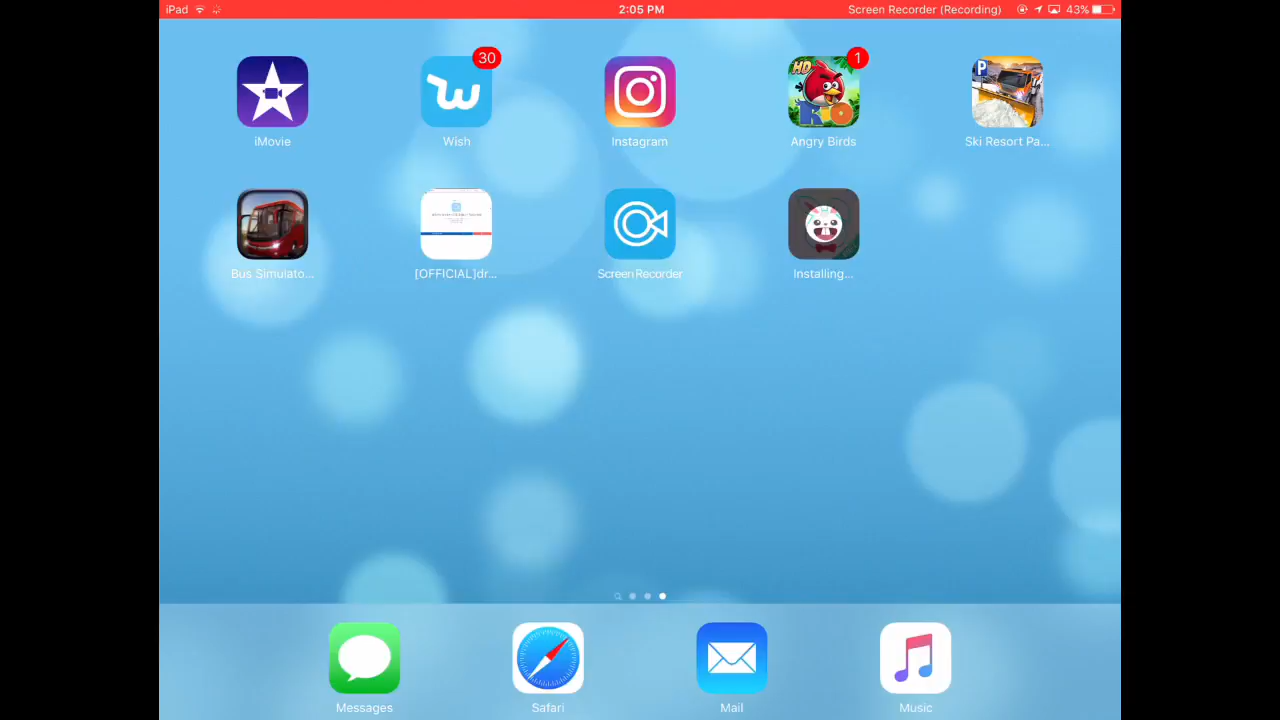 iPad 2:05 PM Screen Recorder (Recording) 43%
30 1
HD P
iMovie Wish Instagram Angry Birds Ski Resort Pa...
Bus Simulato... [OFFICIAL]dr... Screen Recorder Installing...
Messages Safari Mail Music